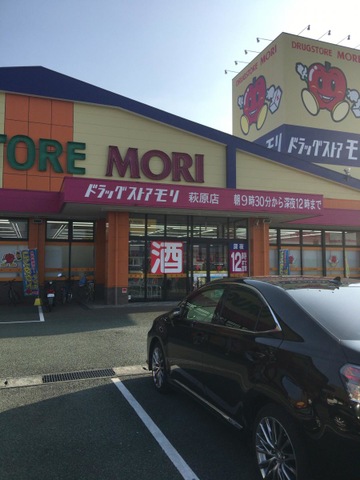 DRUGSTORE MORI
モリ ドラッグストア モ
TORE MORI
ドラッグストアモリ 萩原店 朝9時30分から深夜12時まで
酒
深夜
12時